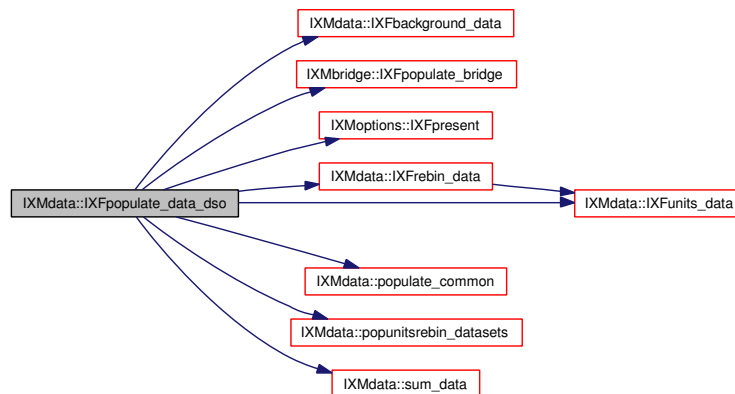 IXMdata::IXFbackground_data
IXMbridge::IXFpopulate_bridge
IXMoptions::IXFpresent
IXMdata::IXFrebin_data
IXMdata::IXFpopulate_data_dso
IXMdata::IXFunits_data
IXMdata::populate_common
IXMdata::popunitsrebin_datasets
IXMdata::sum_data